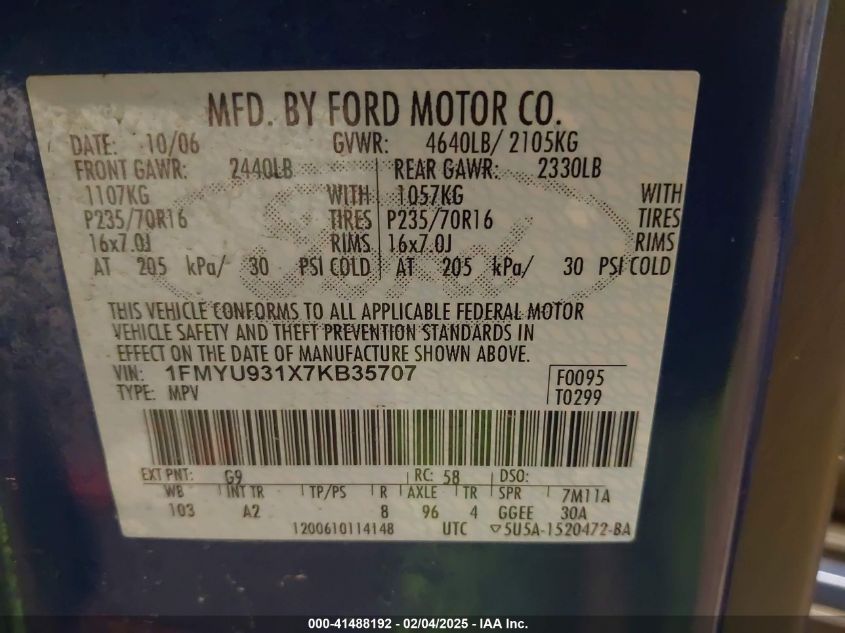 MFD. BY FORD MOTOR CO.
DATE: 10/06 GVWR: 4640LB/ 2105KG
FRONT GAWR: 2440LB REAR GAWR: 2330LB
1107KG WITH 1057KG WITH
P235/70R16 TIRES P235/70R16 TIRES
16x7.0J RIMS 16x7.0J RIMS
AT 205 kPa/ 30 PSI COLD AT 205 kPa/ 30 PSI COLD
Ford
THIS VEHICLE CONFORMS TO ALL APPLICABLE FEDERAL MOTOR
VEHICLE SAFETY AND THEFT PREVENTION STANDARDS IN
EFFECT ON THE DATE OF MANUFACTURE SHOWN ABOVE.
VIN: 1FMYU931X7KB35707 F0095
TYPE: MPV T0299
EXT PNT: G9 RC: 58 DSO:
WB INT TR TP/PS R AXLE TR SPR 7M11A
103 A2 8 96 4 GGEE 30A
1200610114148 UTC ▽5U5A-1520472-BA
000-41488192 - 02/04/2025 - IAA Inc.